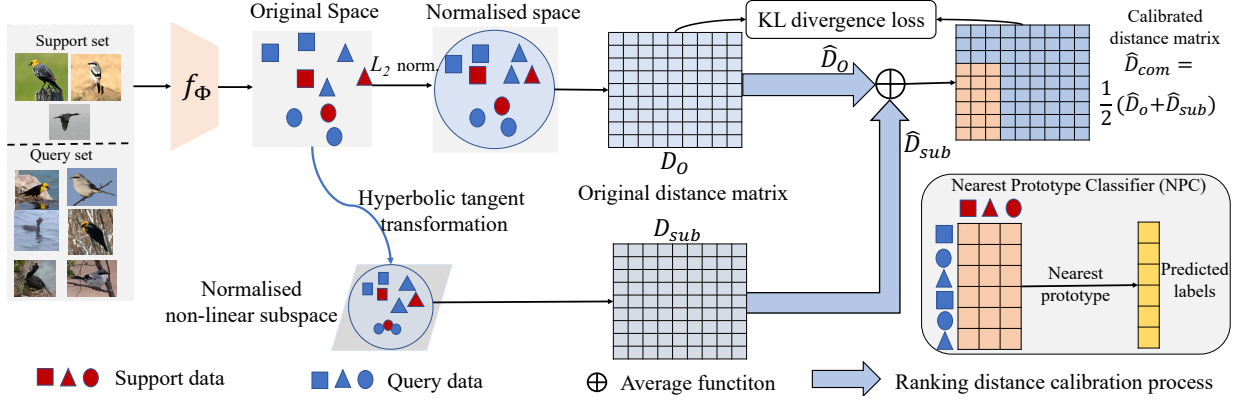 Original Space
Normalised space
KL divergence loss
Calibrated
distance matrix
Support set
f_Φ
L_2 norm.
D̂_O
D̂_com =
1/2 (D̂_o+D̂_sub)
D̂_sub
Query set
D_O
Original distance matrix
Hyperbolic tangent
transformation
D_sub
Nearest Prototype Classifier (NPC)
Normalised
non-linear subspace
Nearest
prototype
Predicted
labels
Support data
Query data
Average functiton
Ranking distance calibration process